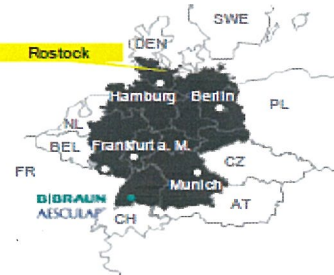 SWE
DEN
Rostock
Hamburg Berlin
PL
NL
Frankfurt a. M.
BEL
CZ
FR
Munich
B|BRAUN
AESCULAP
AT
CH